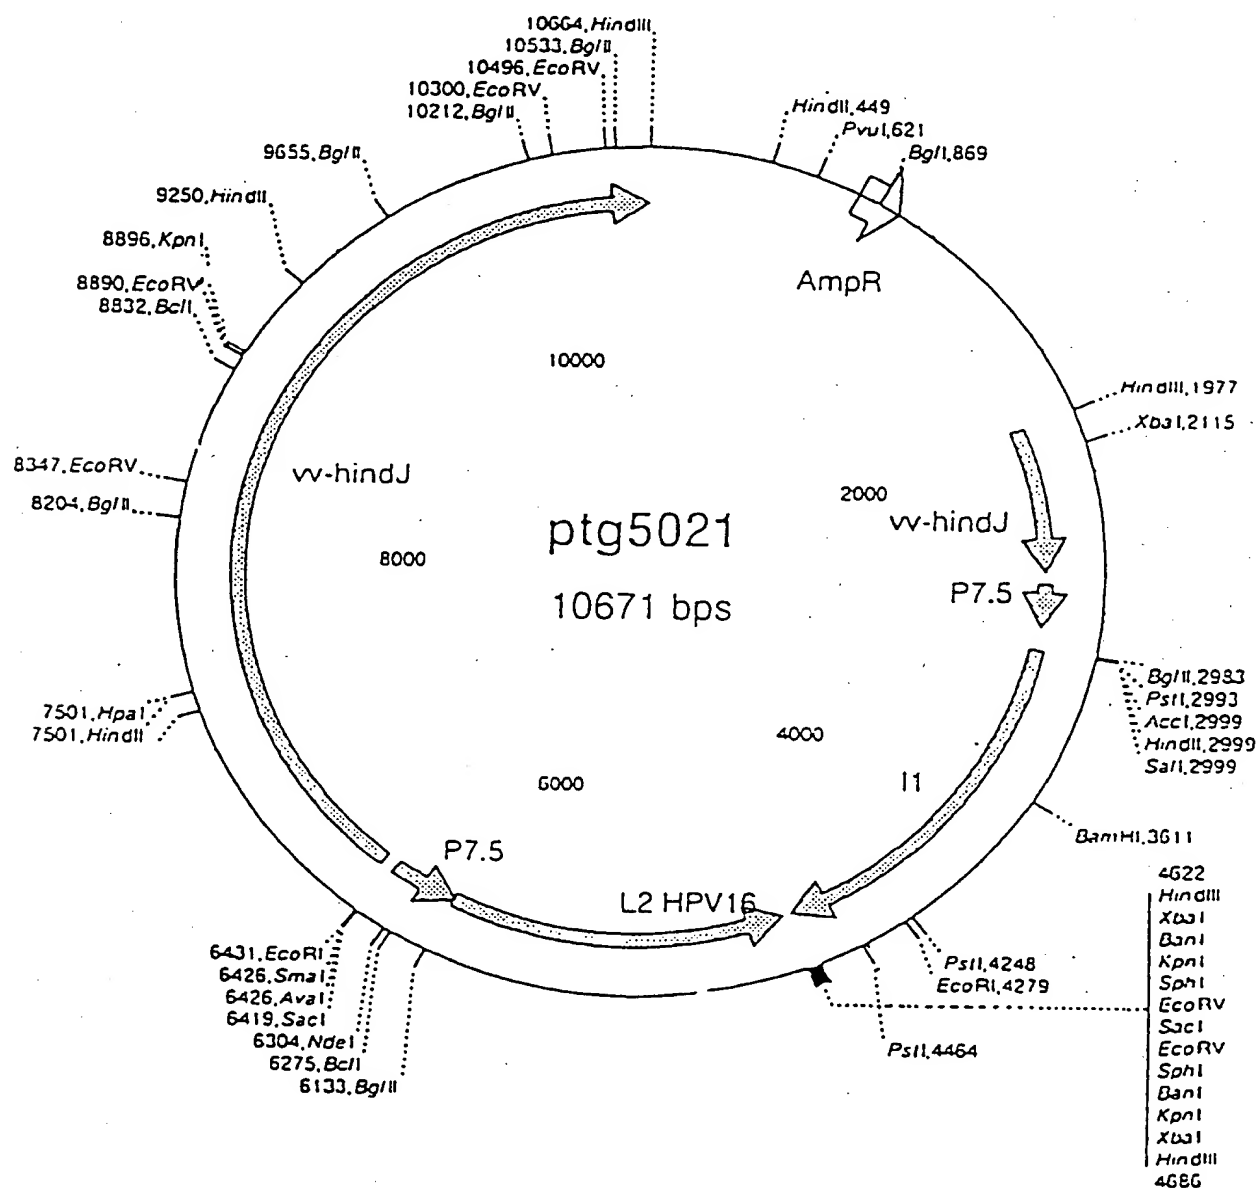 10664,HindIII
10533,BglII
10496,EcoRV
10300,EcoRV
10212,BglII
9655,BglII
9250,HindII
8896,KpnI
8890,EcoRV
8832,BclI
8347,EcoRV
8204,BglII
7501,HpaI
7501,HindII
6431,EcoRI
6426,SmaI
6426,AvaI
6419,SacI
6304,NdeI
6275,BclI
6133,BglII
HindII,449
PvuI,621
BglI,869
AmpR
HindIII,1977
XbaI,2115
10000
2000
vv-hindJ
vv-hindJ
8000
ptg5021
10671 bps
P7.5
BglII,2983
PstI,2993
AccI,2999
HindII,2999
SalI,2999
4000
6000
I1
BamHI,3611
P7.5
L2 HPV16
PstI,4248
EcoRI,4279
PstI,4464
4622
HindIII
XbaI
BanI
KpnI
SphI
EcoRV
SacI
EcoRV
SphI
BanI
KpnI
XbaI
HindIII
4686